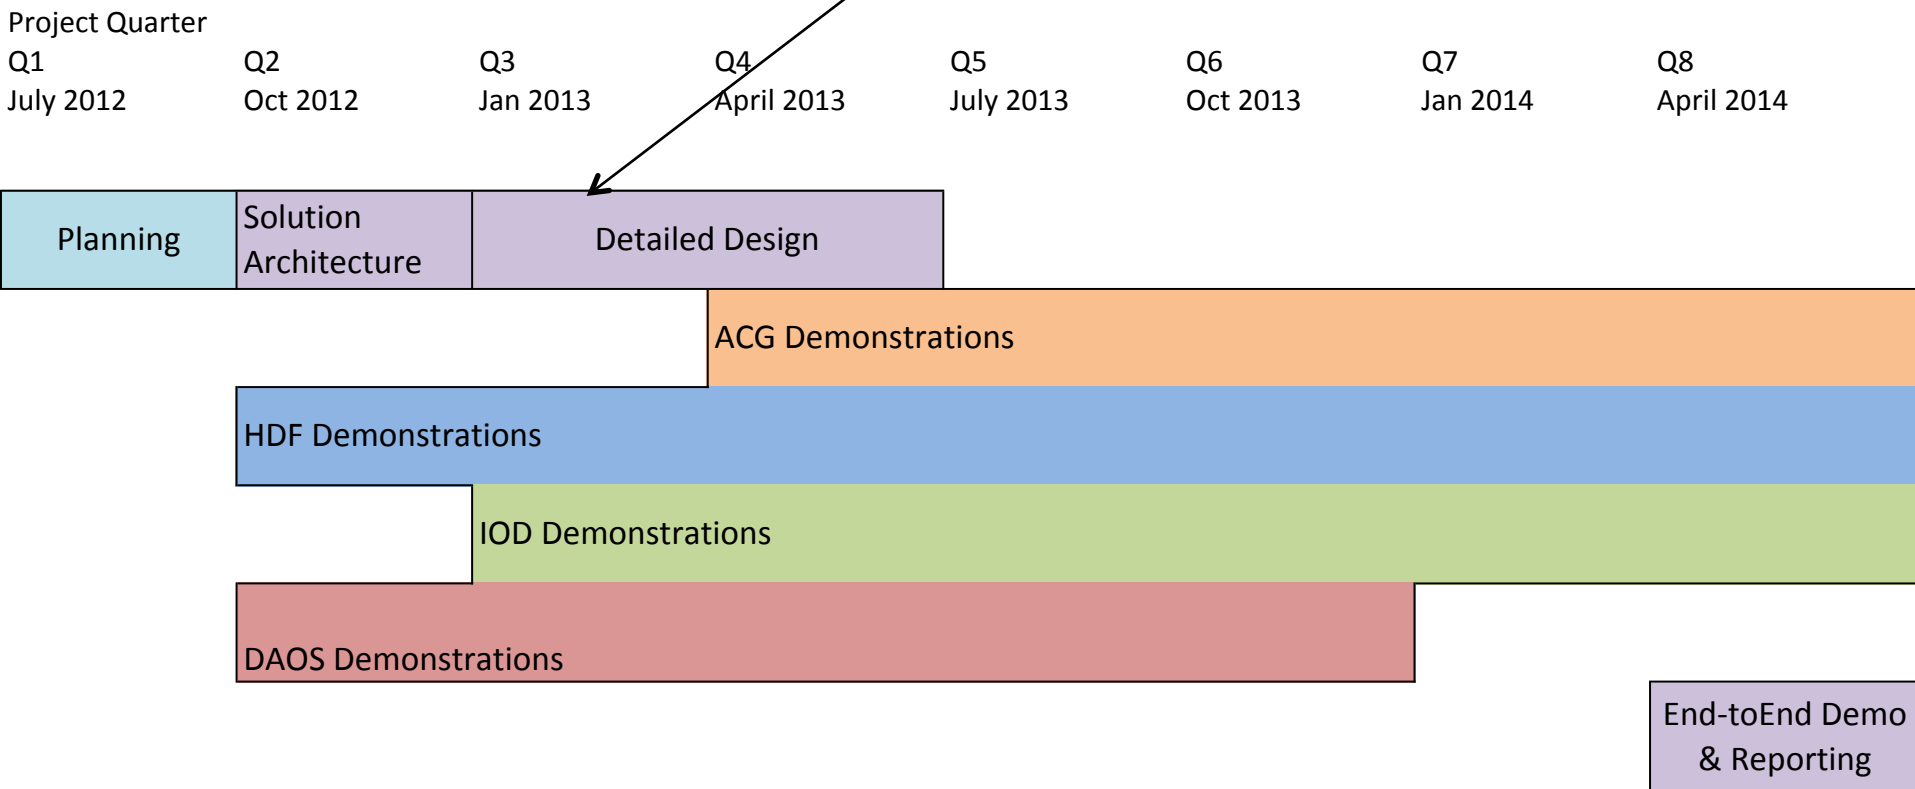 Project Quarter
Q1 Q2 Q3 Q4 Q5 Q6 Q7 Q8
July 2012 Oct 2012 Jan 2013 April 2013 July 2013 Oct 2013 Jan 2014 April 2014
Planning
Solution
Architecture
Detailed Design
ACG Demonstrations
HDF Demonstrations
IOD Demonstrations
DAOS Demonstrations
End-toEnd Demo
& Reporting